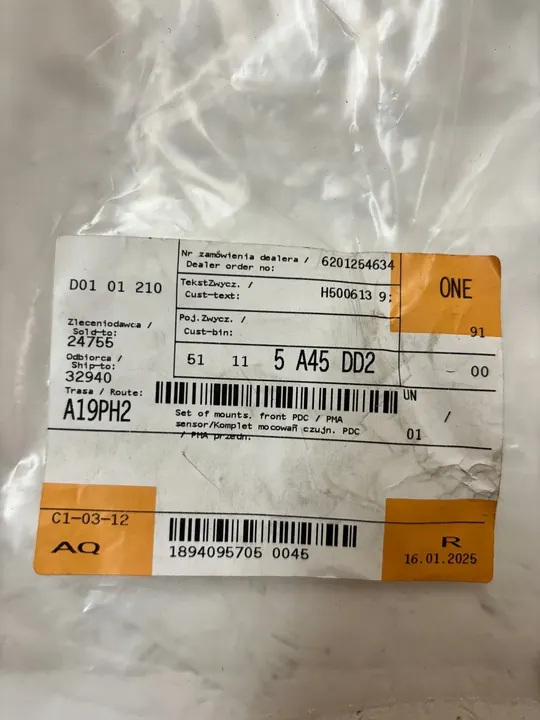 Nr zamówienia dealera /
Dealer order no: 6201254634
D01 01 210
TekstZwycz. /
Cust-text: H500613 9;
ONE
Poj.Zwycz. /
Cust-bin:
91
Zleceniodawca /
Sold-to:
24755
51 11 5 A45 DD2
- 00
Odbiorca /
Ship-to:
32940
Trasa / Route:
A19PH2
UN
/
01
Set of mounts. front PDC / PMA
sensor/Komplet mocowań czujn. PDC
/ PMA przedn.
C1-03-12
AQ
1894095705 0045
R
16.01.2025